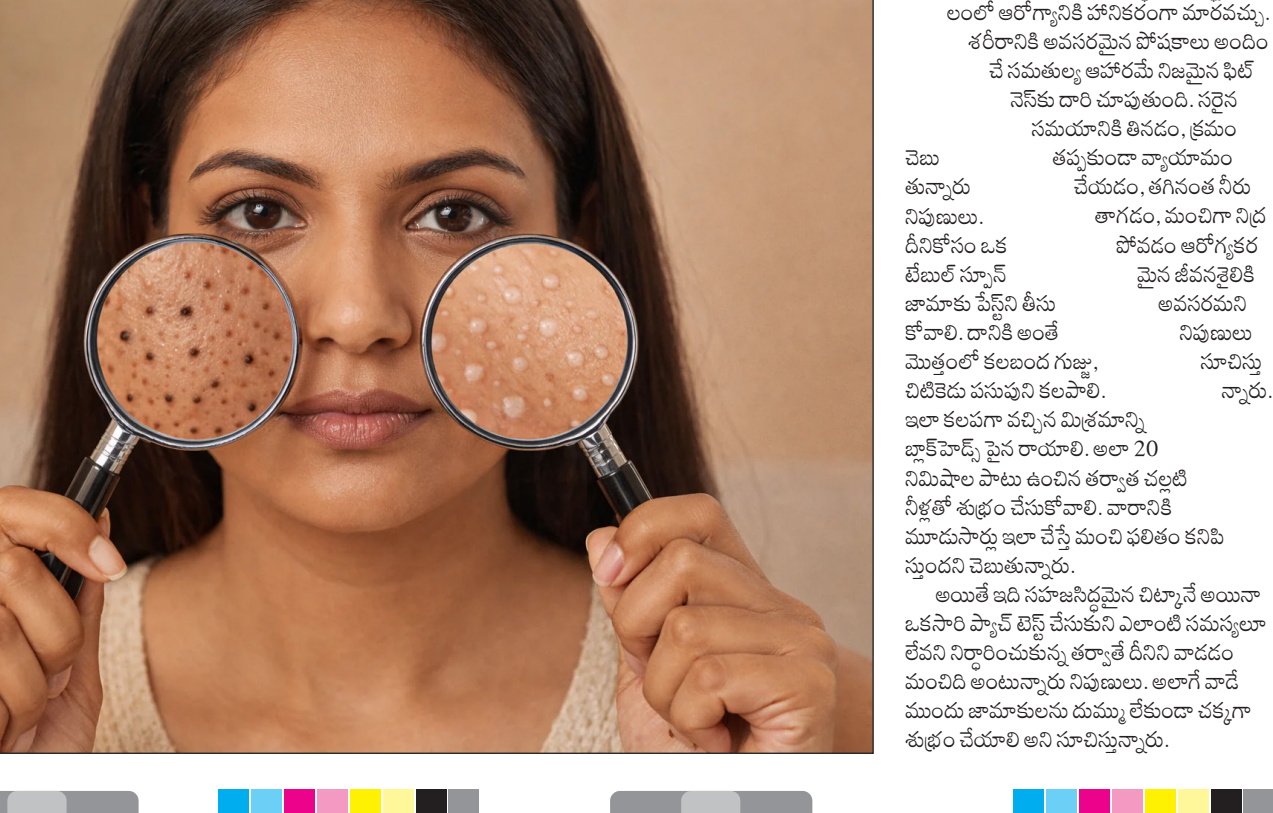 లంలో ఆరోగ్యానికి హానికరంగా మారవచ్చు.
శరీరానికి అవసరమైన పోషకాలు అందిం
చే సమతుల్య ఆహారమే నిజమైన ఫిట్
నెస్‌కు దారి చూపుతుంది. సరైన
సమయానికి తినడం, క్రమం
తప్పకుండా వ్యాయామం
చేయడం, తగినంత నీరు
తాగడం, మంచిగా నిద్ర
పోవడం ఆరోగ్యకర
మైన జీవనశైలికి
అవసరమని
నిపుణులు
సూచిస్తు
న్నారు.
చెబు
తున్నారు
నిపుణులు.
దీనికోసం ఒక
టేబుల్ స్పూన్
జామాకు పేస్ట్‌ని తీసు
కోవాలి. దానికి అంతే
మొత్తంలో కలబంద గుజ్జు,
చిటికెడు పసుపుని కలపాలి.
ఇలా కలపగా వచ్చిన మిశ్రమాన్ని
బ్లాక్‌హెడ్స్ పైన రాయాలి. అలా 20
నిమిషాల పాటు ఉంచిన తర్వాత చల్లటి
నీళ్లతో శుభ్రం చేసుకోవాలి. వారానికి
మూడుసార్లు ఇలా చేస్తే మంచి ఫలితం కనిపి
స్తుందని చెబుతున్నారు.
అయితే ఇది సహజసిద్ధమైన చిట్కానే అయినా
ఒకసారి ప్యాచ్ టెస్ట్ చేసుకుని ఎలాంటి సమస్యలూ
లేవని నిర్ధారించుకున్న తర్వాతే దీనిని వాడడం
మంచిది అంటున్నారు నిపుణులు. అలాగే వాడే
ముందు జామాకులను దుమ్ము లేకుండా చక్కగా
శుభ్రం చేయాలి అని సూచిస్తున్నారు.